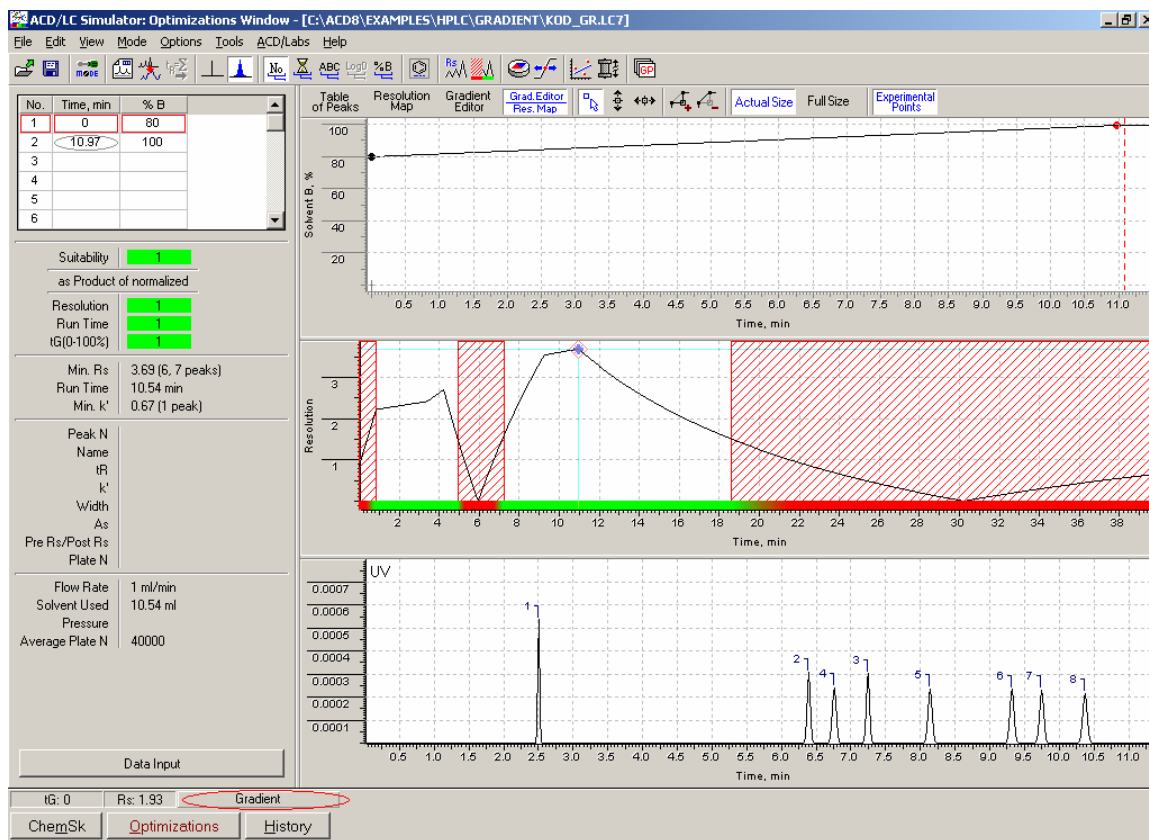 ACD/LC Simulator: Optimizations Window - [C:\ACD8\EXAMPLES\HPLC\GRADIENT\KOD_GR.LC7]
File Edit View Mode Options Tools ACD/Labs Help
MODE No ABC LogD %B Rs GP
No. Time, min % B
1 0 80
2 10.97 100
3
4
5
6
Suitability 1
as Product of normalized
Resolution 1
Run Time 1
tG(0-100%) 1
Min. Rs 3.69 (6, 7 peaks)
Run Time 10.54 min
Min. k' 0.67 (1 peak)
Peak N
Name
tR
k'
Width
As
Pre Rs/Post Rs
Plate N
Flow Rate 1 ml/min
Solvent Used 10.54 ml
Pressure
Average Plate N 40000
Data Input
Table of Peaks
Resolution Map
Gradient Editor
Grad.Editor Res. Map
Actual Size
Full Size
Experimental Points
Solvent B, %
100
80
60
40
20
0.5 1.0 1.5 2.0 2.5 3.0 3.5 4.0 4.5 5.0 5.5 6.0 6.5 7.0 7.5 8.0 8.5 9.0 9.5 10.0 10.5 11.0
Time, min
Resolution
3
2
1
2 4 6 8 10 12 14 16 18 20 22 24 26 28 30 32 34 36 38
Time, min
UV
0.0007
0.0006
0.0005
0.0004
0.0003
0.0002
0.0001
1 2 4 3 5 6 7 8
0.5 1.0 1.5 2.0 2.5 3.0 3.5 4.0 4.5 5.0 5.5 6.0 6.5 7.0 7.5 8.0 8.5 9.0 9.5 10.0 10.5 11.0
Time, min
tG: 0 Rs: 1.93 Gradient
ChemSk Optimizations History